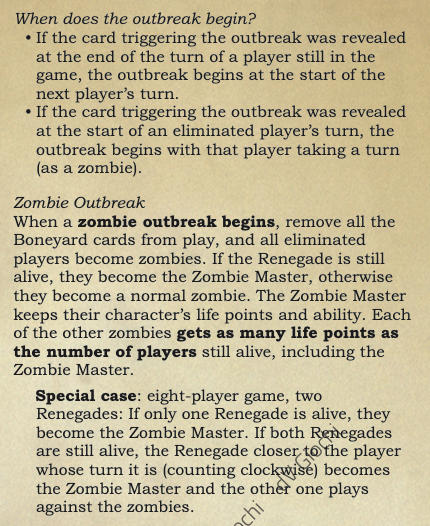 When does the outbreak begin?
• If the card triggering the outbreak was revealed
at the end of the turn of a player still in the
game, the outbreak begins at the start of the
next player's turn.
• If the card triggering the outbreak was revealed
at the start of an eliminated player's turn, the
outbreak begins with that player taking a turn
(as a zombie).
Zombie Outbreak
When a zombie outbreak begins, remove all the
Boneyard cards from play, and all eliminated
players become zombies. If the Renegade is still
alive, they become the Zombie Master, otherwise
they become a normal zombie. The Zombie Master
keeps their character's life points and ability. Each
of the other zombies gets as many life points as
the number of players still alive, including the
Zombie Master.
Special case: eight-player game, two
Renegades: If only one Renegade is alive, they
become the Zombie Master. If both Renegades
are still alive, the Renegade closer to the player
whose turn it is (counting clockwise) becomes
the Zombie Master and the other one plays
against the zombies.